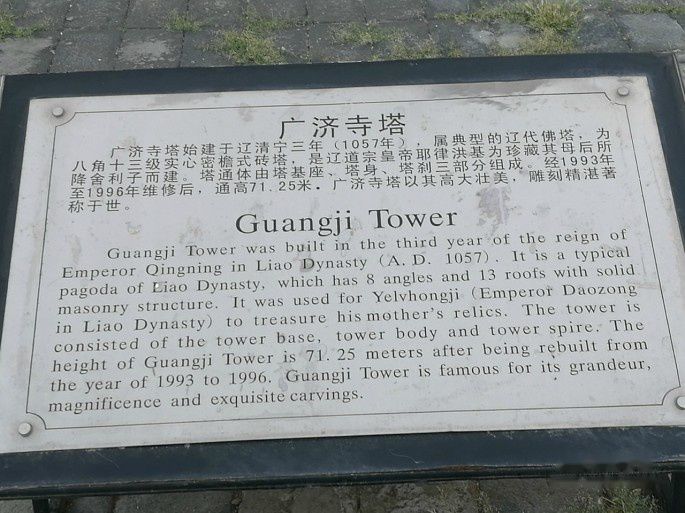 广济寺塔
广济寺塔始建于辽清宁三年（1057年），属典型的辽代佛塔，为
八角十三级实心密檐式砖塔，是辽道宗皇帝耶律洪基为珍藏其母后所
降舍利子而建。塔通体由塔基座、塔身、塔刹三部分组成。经1993年
至1996年维修后，通高71.25米．广济寺塔以其高大壮美，雕刻精湛著
称于世。
Guangji Tower
Guangji Tower was built in the third year of the reign of
Emperor Qingning in Liao Dynasty (A.D. 1057). It is a typical
pagoda of Liao Dynasty, which has 8 angles and 13 roofs with solid
masonry structure. It was used for Yelvhongji (Emperor Daozong
in Liao Dynasty) to treasure his mother's relics. The tower is
consisted of the tower base, tower body and tower spire. The
height of Guangji Tower is 71.25 meters after being rebuilt from
the year of 1993 to 1996. Guangji Tower is famous for its grandeur,
magnificence and exquisite carvings.